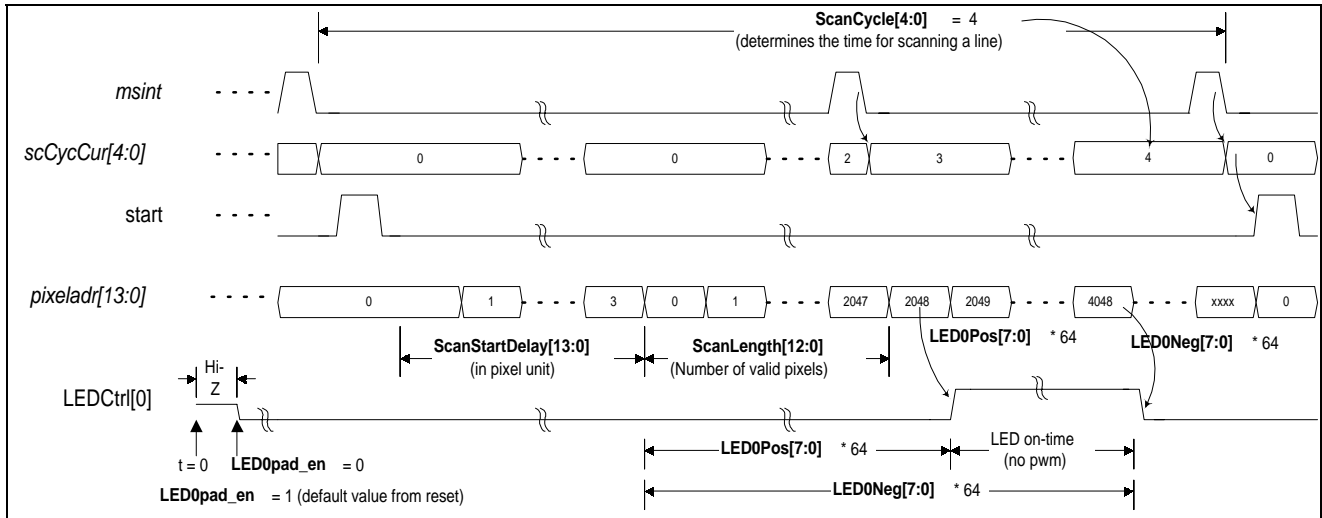 ScanCycle[4:0] = 4
(determines the time for scanning a line)
msint
scCycCur[4:0] 0 0 2 3 4 0
start
pixeladr[13:0] 0 1 3 0 1 2047 2048 2049 4048 xxxx 0
ScanStartDelay[13:0] ScanLength[12:0] LED0Pos[7:0] * 64 LED0Neg[7:0] * 64
(in pixel unit) (Number of valid pixels)
Hi-
Z
LEDCtrl[0]
LED0Pos[7:0] * 64 LED on-time
(no pwm)
t = 0 LED0pad_en = 0
LED0Neg[7:0] * 64
LED0pad_en = 1 (default value from reset)